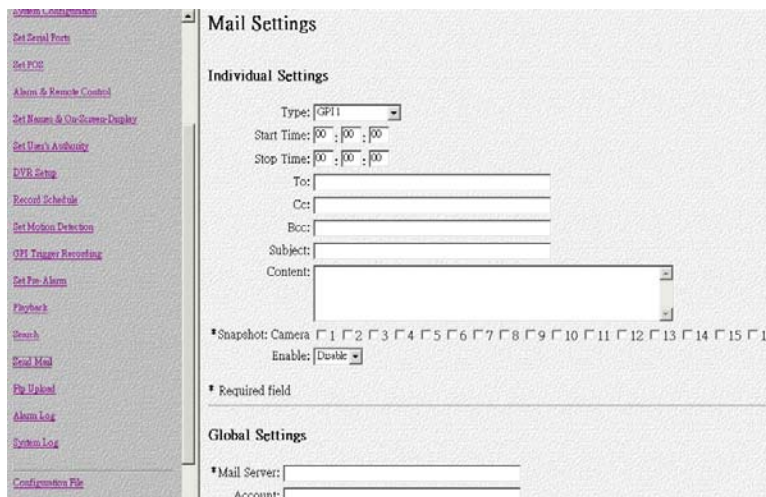 System Configuration
Set Serial Ports
Set POS
Alarm & Remote Control
Set Names & On-Screen-Display
Set User's Authority
DVR Setup
Record Schedule
Set Motion Detection
GPI Trigger Recording
Set Pre-Alarm
Playback
Search
Send Mail
Ftp Upload
Alarm Log
System Log
Configuration File
Mail Settings
Individual Settings
Type: GPI1
Start Time: 00 : 00 : 00
Stop Time: 00 : 00 : 00
To:
Cc:
Bcc:
Subject:
Content:
*Snapshot: Camera 1 2 3 4 5 6 7 8 9 10 11 12 13 14 15
Enable: Disable
* Required field
Global Settings
*Mail Server:
Account: